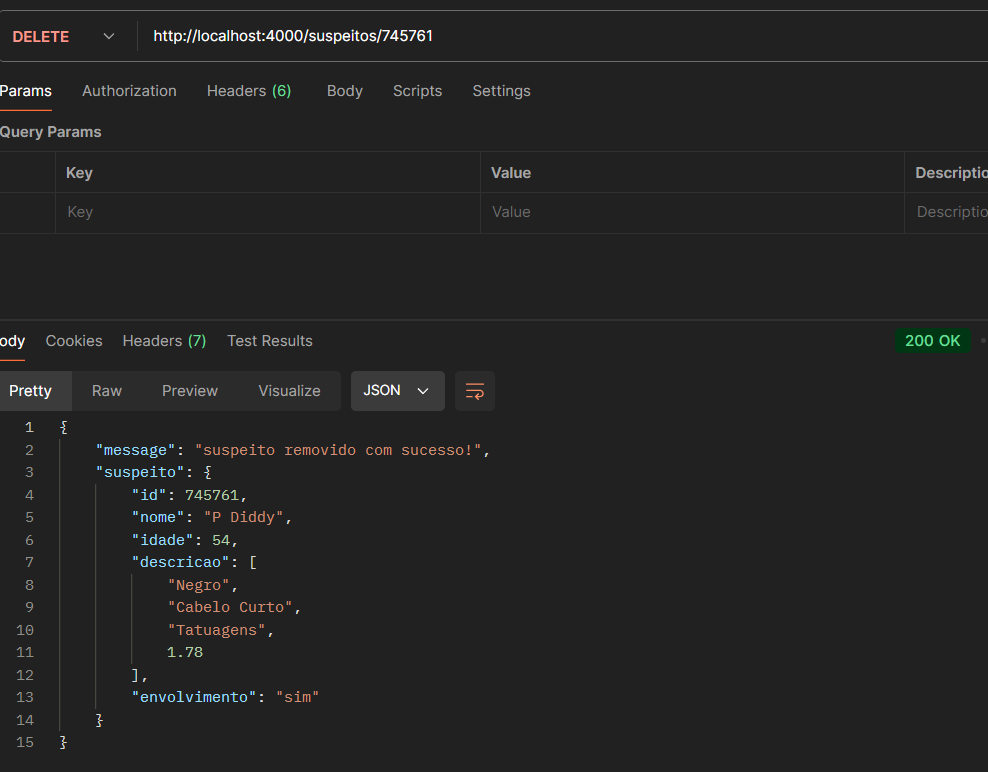 DELETE http://localhost:4000/suspeitos/745761
Params Authorization Headers (6) Body Scripts Settings
Query Params
Key Value Descriptio
Key Value Descriptio
ody Cookies Headers (7) Test Results 200 OK
Pretty Raw Preview Visualize JSON
1 {
2 "message": "suspeito removido com sucesso!",
3 "suspeito": {
4 "id": 745761,
5 "nome": "P Diddy",
6 "idade": 54,
7 "descricao": [
8 "Negro",
9 "Cabelo Curto",
10 "Tatuagens",
11 1.78
12 ],
13 "envolvimento": "sim"
14 }
15 }